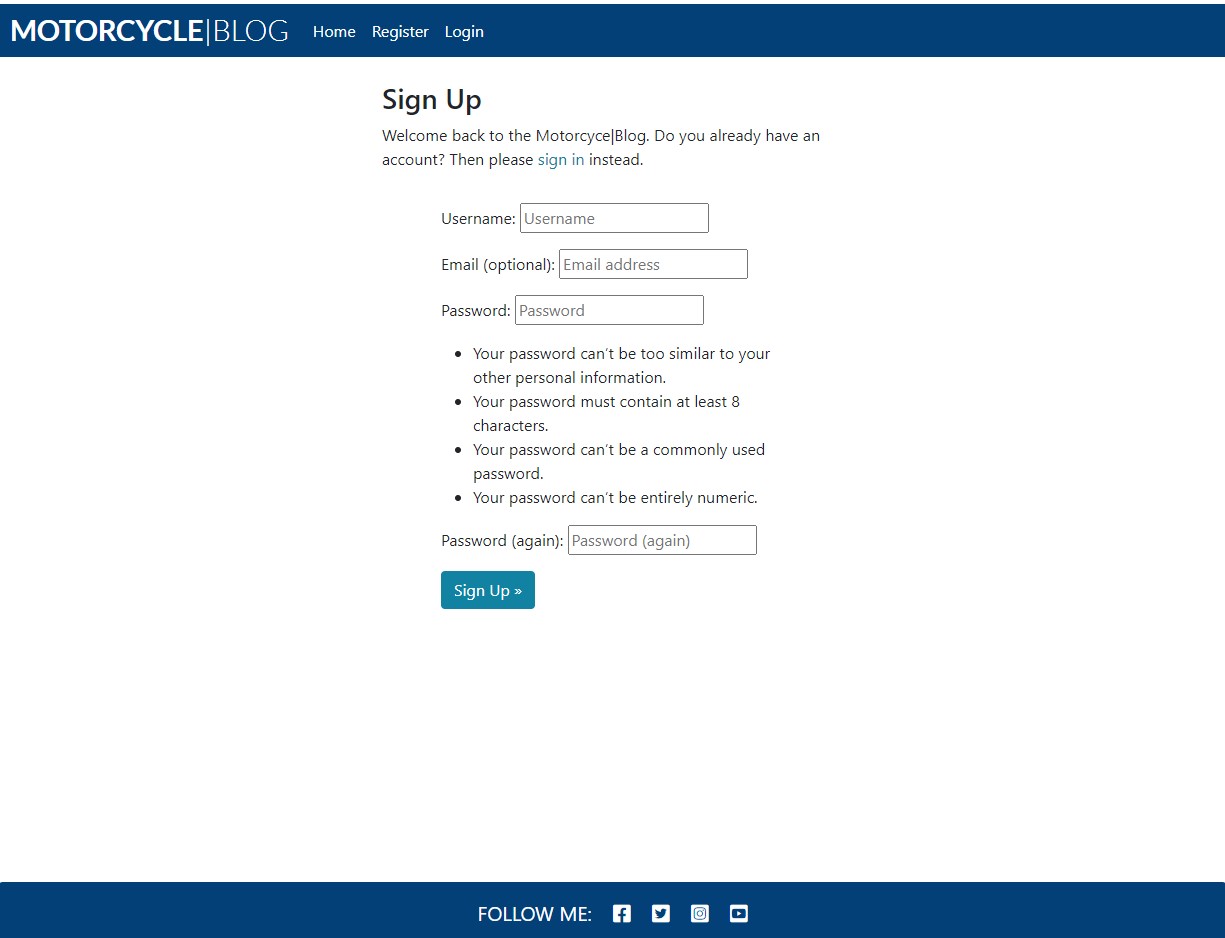 MOTORCYCLE|BLOG Home Register Login
Sign Up
Welcome back to the Motorcyce|Blog. Do you already have an
account? Then please sign in instead.
Username: Username
Email (optional): Email address
Password: Password
• Your password can’t be too similar to your
other personal information.
• Your password must contain at least 8
characters.
• Your password can’t be a commonly used
password.
• Your password can’t be entirely numeric.
Password (again): Password (again)
Sign Up »
FOLLOW ME: